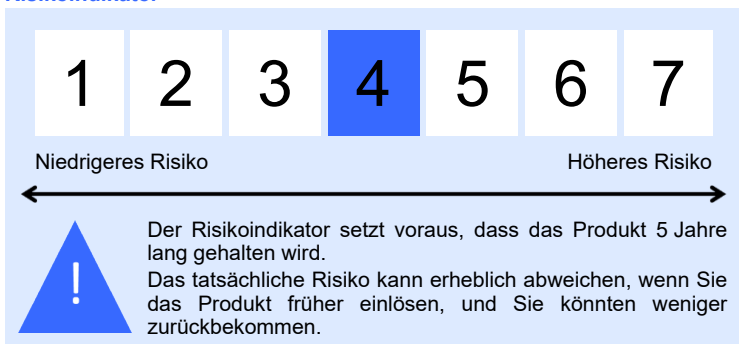 1 2 3 4 5 6 7
Niedrigeres Risiko Höheres Risiko
!
Der Risikoindikator setzt voraus, dass das Produkt 5 Jahre
lang gehalten wird.
Das tatsächliche Risiko kann erheblich abweichen, wenn Sie
das Produkt früher einlösen, und Sie könnten weniger
zurückbekommen.